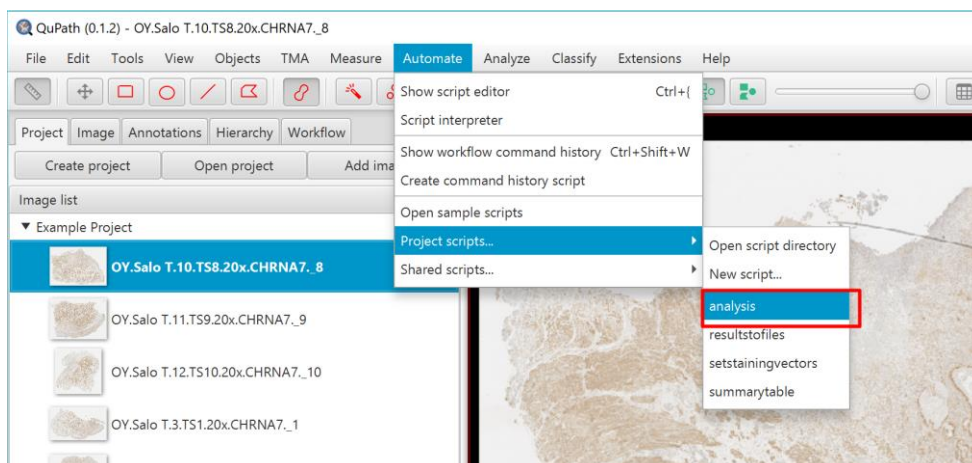 QuPath (0.1.2) - OY.Salo T.10.TS8.20x.CHRNA7._8
File Edit Tools View Objects TMA Measure Automate Analyze Classify Extensions Help
Show script editor Ctrl+{
Script interpreter
Show workflow command history Ctrl+Shift+W
Create command history script
Open sample scripts
Project scripts...
Shared scripts...
Open script directory
New script...
analysis
resultstofiles
setstainingvectors
summarytable
Project Image Annotations Hierarchy Workflow
Create project Open project Add ima
Image list
▼ Example Project
OY.Salo T.10.TS8.20x.CHRNA7._8
OY.Salo T.11.TS9.20x.CHRNA7._9
OY.Salo T.12.TS10.20x.CHRNA7._10
OY.Salo T.3.TS1.20x.CHRNA7._1